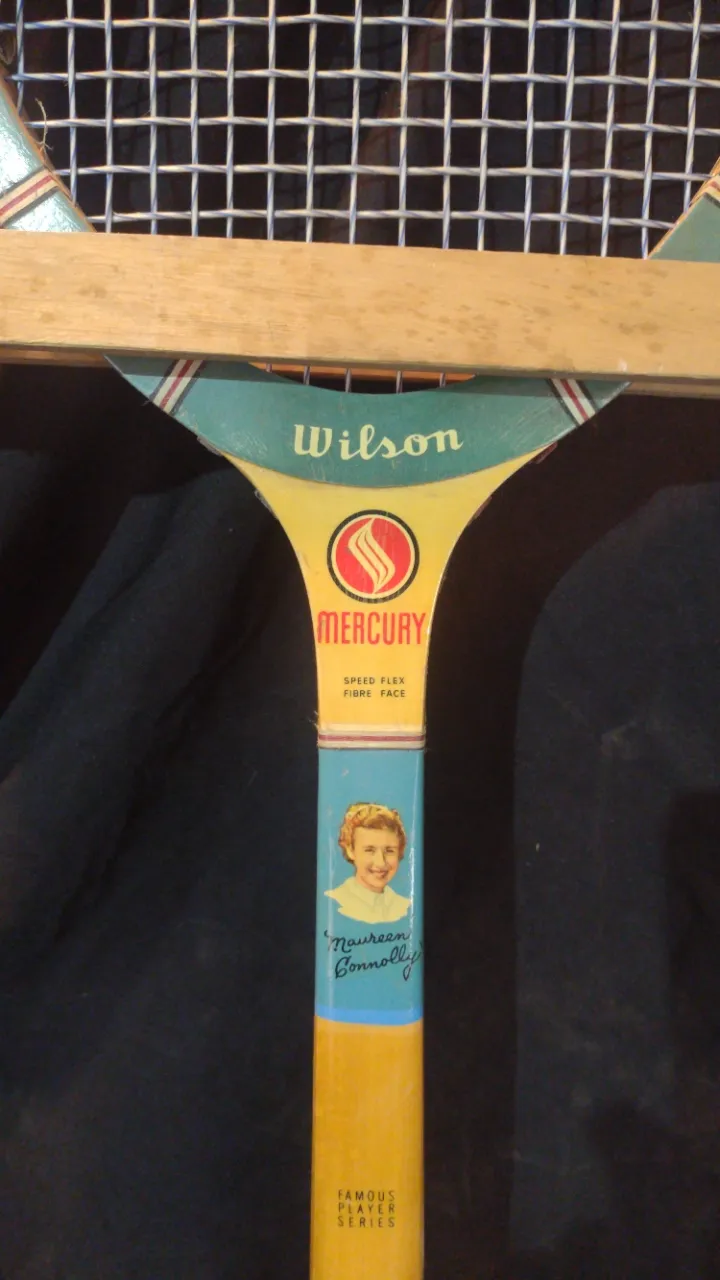 Wilson
MERCURY
SPEED FLEX
FIBRE FACE
Maureen
Connolly
FAMOUS
PLAYER
SERIES